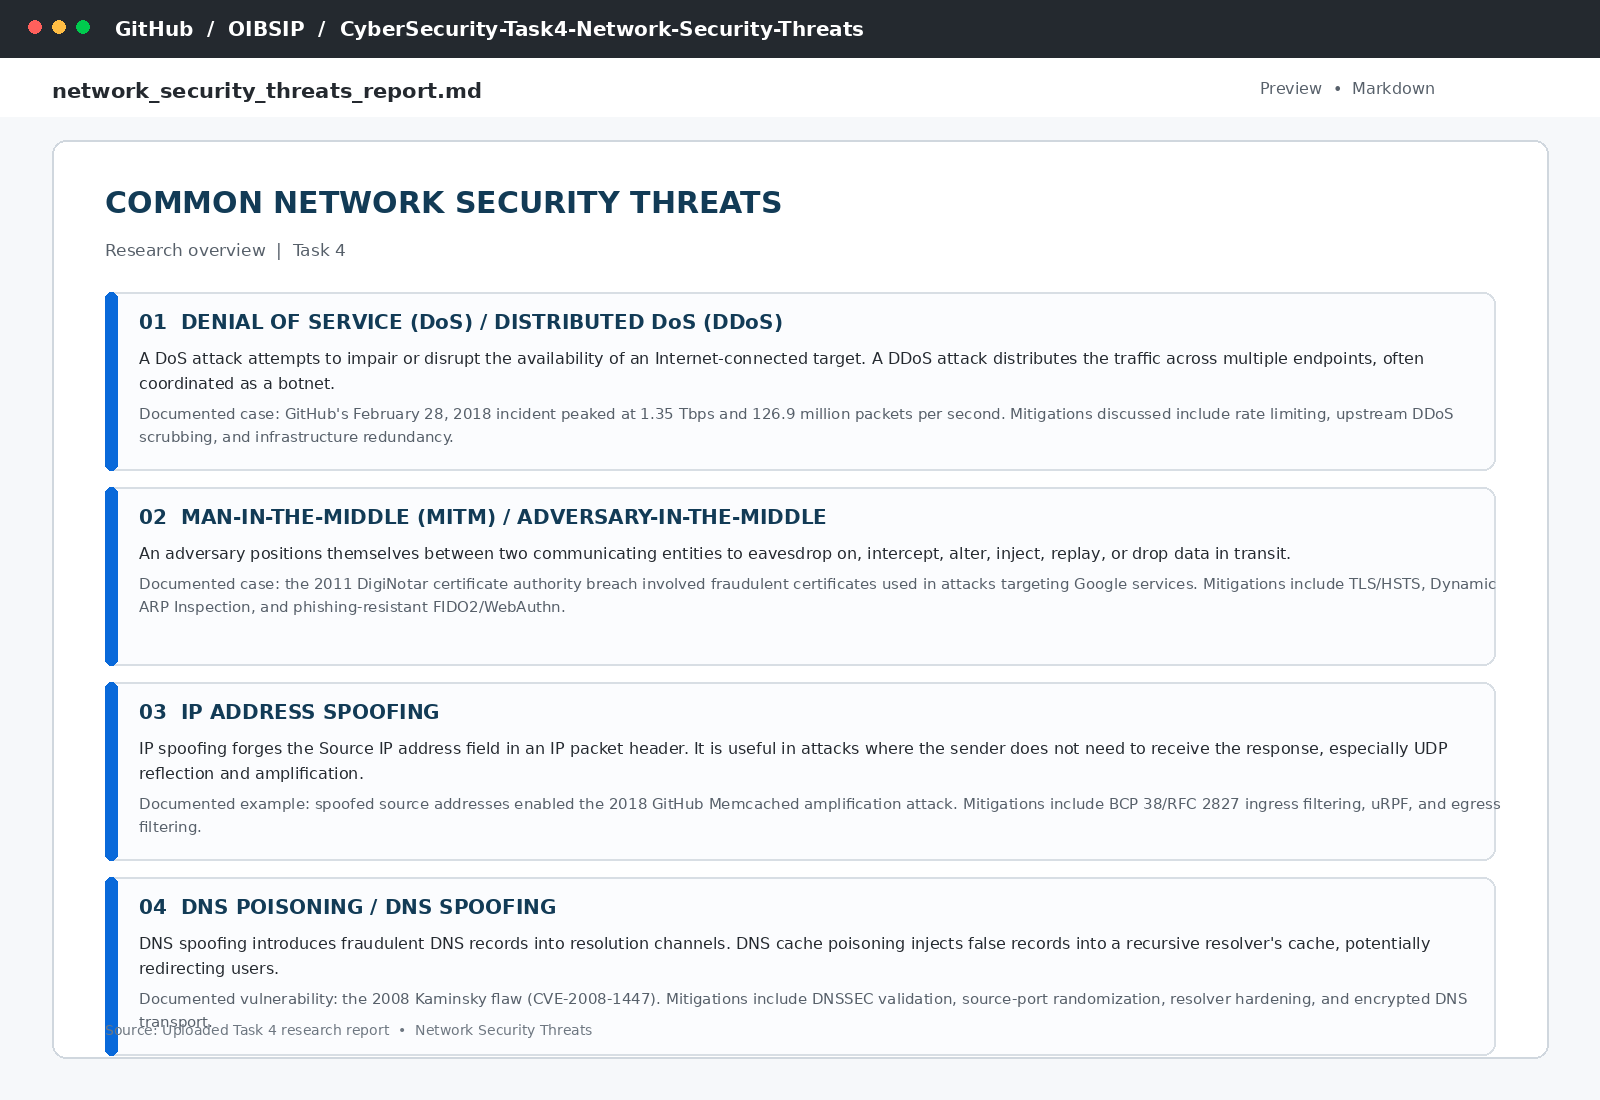 GitHub / OIBSIP / CyberSecurity-Task4-Network-Security-Threats
network_security_threats_report.md
Preview • Markdown
COMMON NETWORK SECURITY THREATS
Research overview | Task 4
01 DENIAL OF SERVICE (DoS) / DISTRIBUTED DoS (DDoS)
A DoS attack attempts to impair or disrupt the availability of an Internet-connected target. A DDoS attack distributes the traffic across multiple endpoints, often
coordinated as a botnet.
Documented case: GitHub's February 28, 2018 incident peaked at 1.35 Tbps and 126.9 million packets per second. Mitigations discussed include rate limiting, upstream DDoS
scrubbing, and infrastructure redundancy.
02 MAN-IN-THE-MIDDLE (MITM) / ADVERSARY-IN-THE-MIDDLE
An adversary positions themselves between two communicating entities to eavesdrop on, intercept, alter, inject, replay, or drop data in transit.
Documented case: the 2011 DigiNotar certificate authority breach involved fraudulent certificates used in attacks targeting Google services. Mitigations include TLS/HSTS, Dynamic
ARP Inspection, and phishing-resistant FIDO2/WebAuthn.
03 IP ADDRESS SPOOFING
IP spoofing forges the Source IP address field in an IP packet header. It is useful in attacks where the sender does not need to receive the response, especially UDP
reflection and amplification.
Documented example: spoofed source addresses enabled the 2018 GitHub Memcached amplification attack. Mitigations include BCP 38/RFC 2827 ingress filtering, uRPF, and egress
filtering.
04 DNS POISONING / DNS SPOOFING
DNS spoofing introduces fraudulent DNS records into resolution channels. DNS cache poisoning injects false records into a recursive resolver's cache, potentially
redirecting users.
Documented vulnerability: the 2008 Kaminsky flaw (CVE-2008-1447). Mitigations include DNSSEC validation, source-port randomization, resolver hardening, and encrypted DNS
transport.
Source: Uploaded Task 4 research report • Network Security Threats